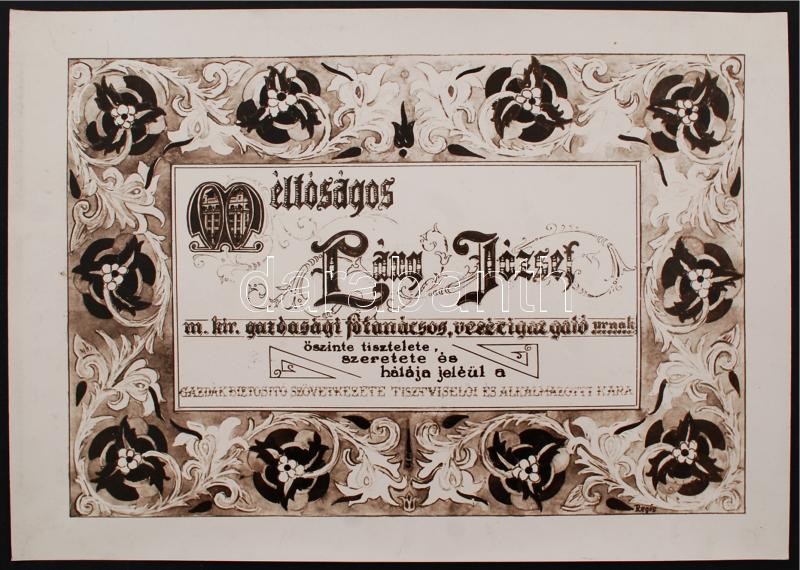 Méltóságos
Láng József
m. kir. gazdasági főtanácsos, vezérigazgató urnak
őszinte tisztelete,
szeretete és
hálája jeléül a
GAZDÁK BIZTOSITÓ SZÖVETKEZETE TISZTVISELŐI ÉS ALKALMAZOTTI KARA
darabanth